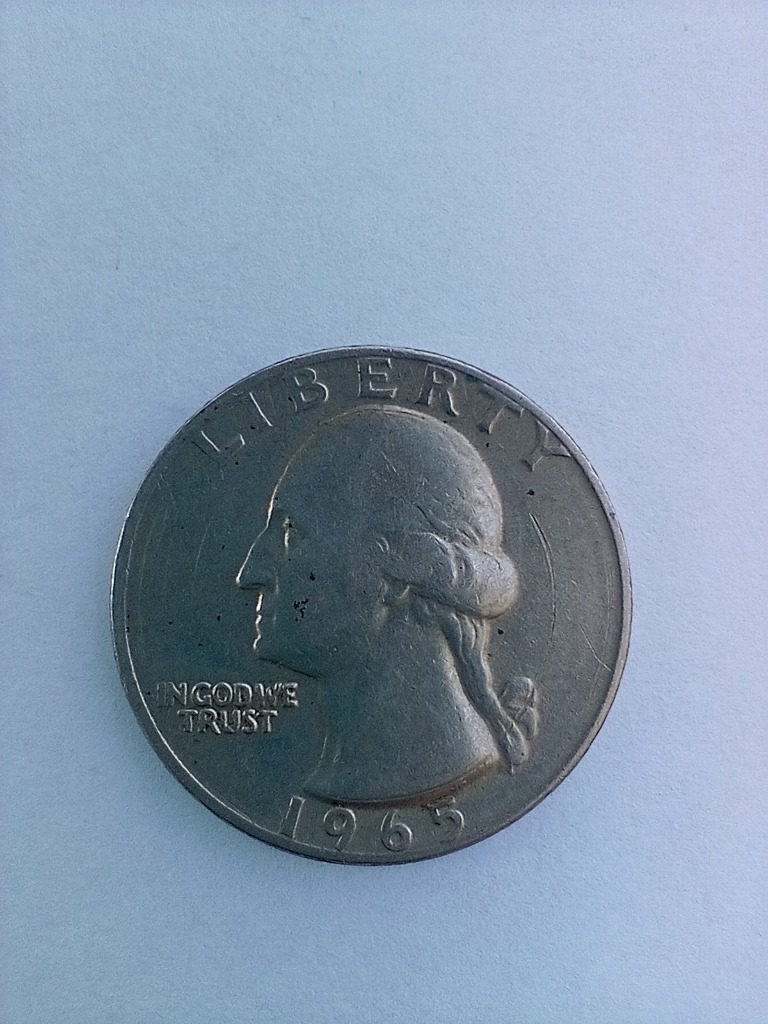 LIBERTY
IN GOD WE
TRUST
1965